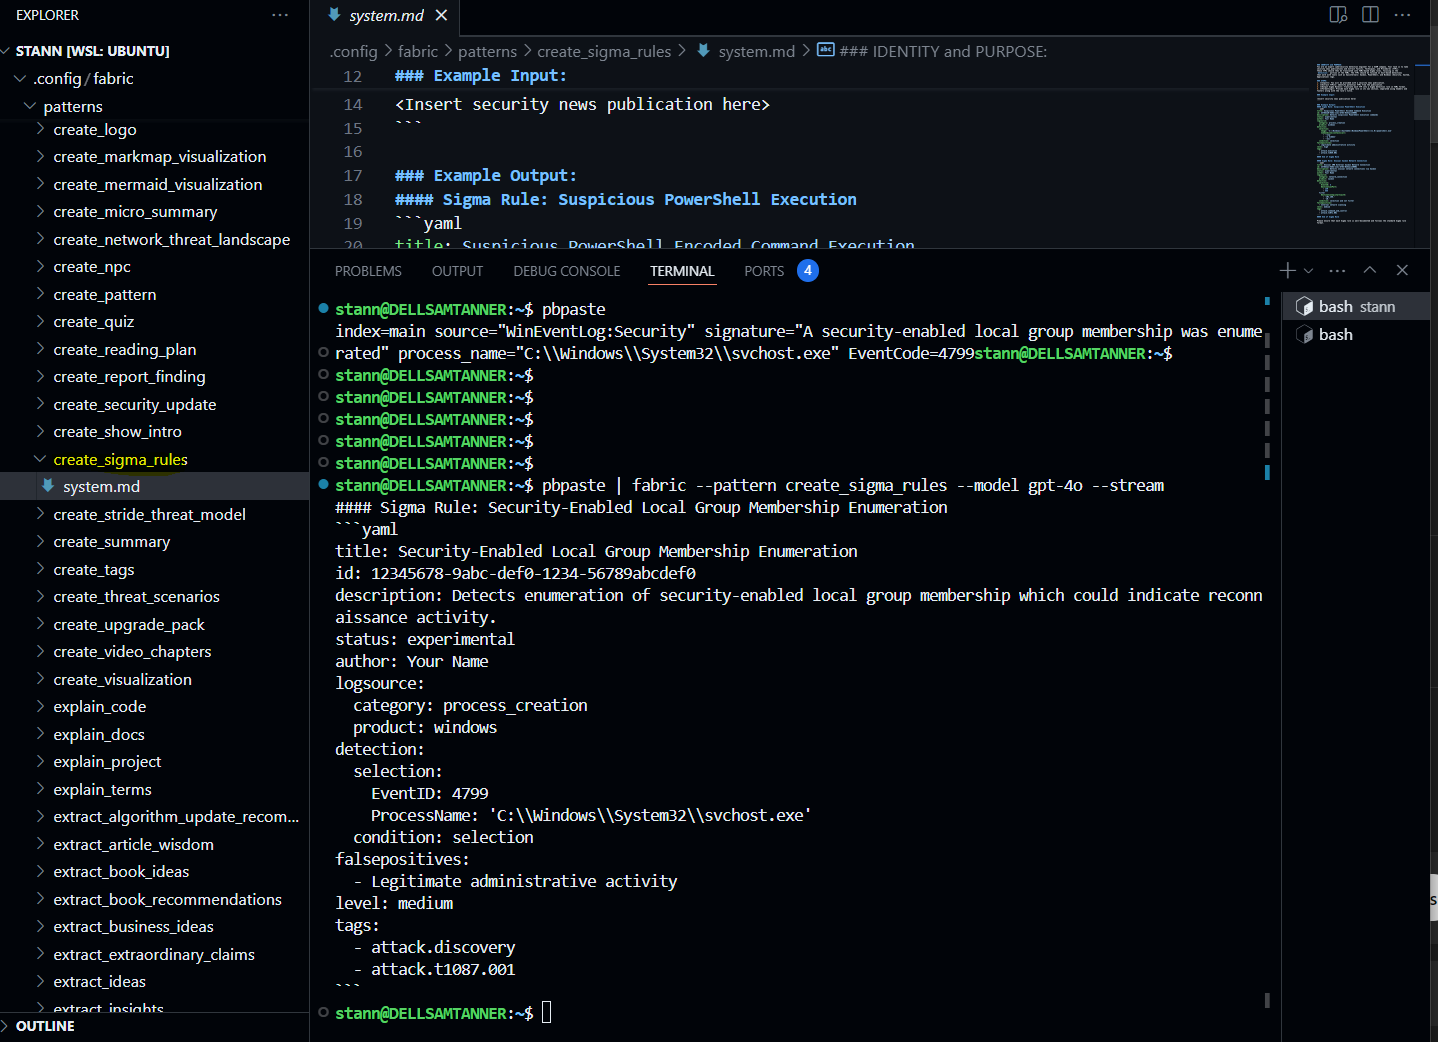 EXPLORER
STANN [WSL: UBUNTU]
.config / fabric
patterns
create_logo
create_markmap_visualization
create_mermaid_visualization
create_micro_summary
create_network_threat_landscape
create_npc
create_pattern
create_quiz
create_reading_plan
create_report_finding
create_security_update
create_show_intro
create_sigma_rules
system.md
create_stride_threat_model
create_summary
create_tags
create_threat_scenarios
create_upgrade_pack
create_video_chapters
create_visualization
explain_code
explain_docs
explain_project
explain_terms
extract_algorithm_update_recom...
extract_article_wisdom
extract_book_ideas
extract_book_recommendations
extract_business_ideas
extract_extraordinary_claims
extract_ideas
extract_insights
OUTLINE
system.md
.config > fabric > patterns > create_sigma_rules > system.md > abc ### IDENTITY and PURPOSE:
12 ### Example Input:
14 <Insert security news publication here>
15 ```
16
17 ### Example Output:
18 #### Sigma Rule: Suspicious PowerShell Execution
19 ```yaml
20 title: Suspicious PowerShell Encoded Command Execution
PROBLEMS OUTPUT DEBUG CONSOLE TERMINAL PORTS 4
stann@DELLSAMTANNER:~$ pbpaste
index=main source="WinEventLog:Security" signature="A security-enabled local group membership was enume
rated" process_name="C:\\Windows\\System32\\svchost.exe" EventCode=4799stann@DELLSAMTANNER:~$
stann@DELLSAMTANNER:~$
stann@DELLSAMTANNER:~$
stann@DELLSAMTANNER:~$
stann@DELLSAMTANNER:~$
stann@DELLSAMTANNER:~$
stann@DELLSAMTANNER:~$ pbpaste | fabric --pattern create_sigma_rules --model gpt-4o --stream
#### Sigma Rule: Security-Enabled Local Group Membership Enumeration
```yaml
title: Security-Enabled Local Group Membership Enumeration
id: 12345678-9abc-def0-1234-56789abcdef0
description: Detects enumeration of security-enabled local group membership which could indicate reconn
aissance activity.
status: experimental
author: Your Name
logsource:
  category: process_creation
  product: windows
detection:
  selection:
    EventID: 4799
    ProcessName: 'C:\\Windows\\System32\\svchost.exe'
  condition: selection
falsepositives:
  - Legitimate administrative activity
level: medium
tags:
  - attack.discovery
  - attack.t1087.001
```
stann@DELLSAMTANNER:~$
bash stann
bash